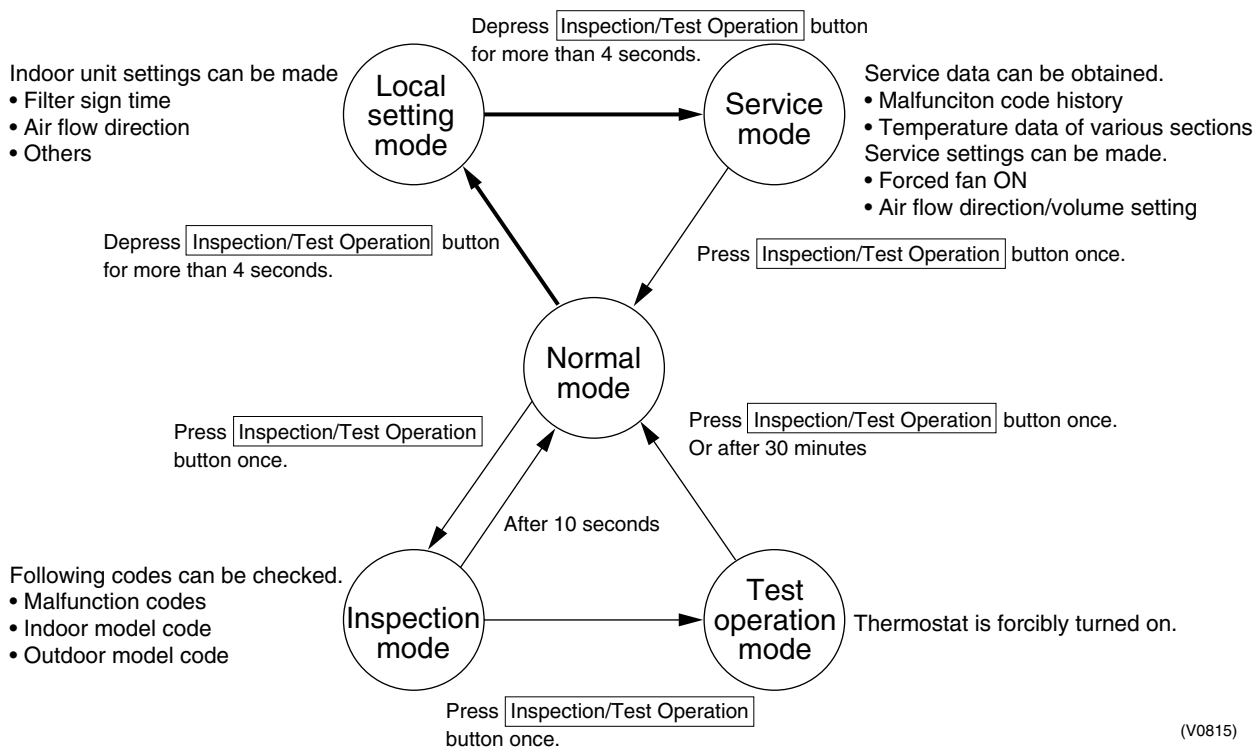 Depress Inspection/Test Operation button
for more than 4 seconds.
Indoor unit settings can be made
• Filter sign time
• Air flow direction
• Others
Local
setting
mode
Service
mode
Service data can be obtained.
• Malfunciton code history
• Temperature data of various sections
Service settings can be made.
• Forced fan ON
• Air flow direction/volume setting
Depress Inspection/Test Operation button
for more than 4 seconds.
Press Inspection/Test Operation button once.
Normal
mode
Press Inspection/Test Operation
button once.
Press Inspection/Test Operation button once.
Or after 30 minutes
After 10 seconds
Following codes can be checked.
• Malfunction codes
• Indoor model code
• Outdoor model code
Inspection
mode
Test
operation
mode
Thermostat is forcibly turned on.
Press Inspection/Test Operation
button once.
(V0815)